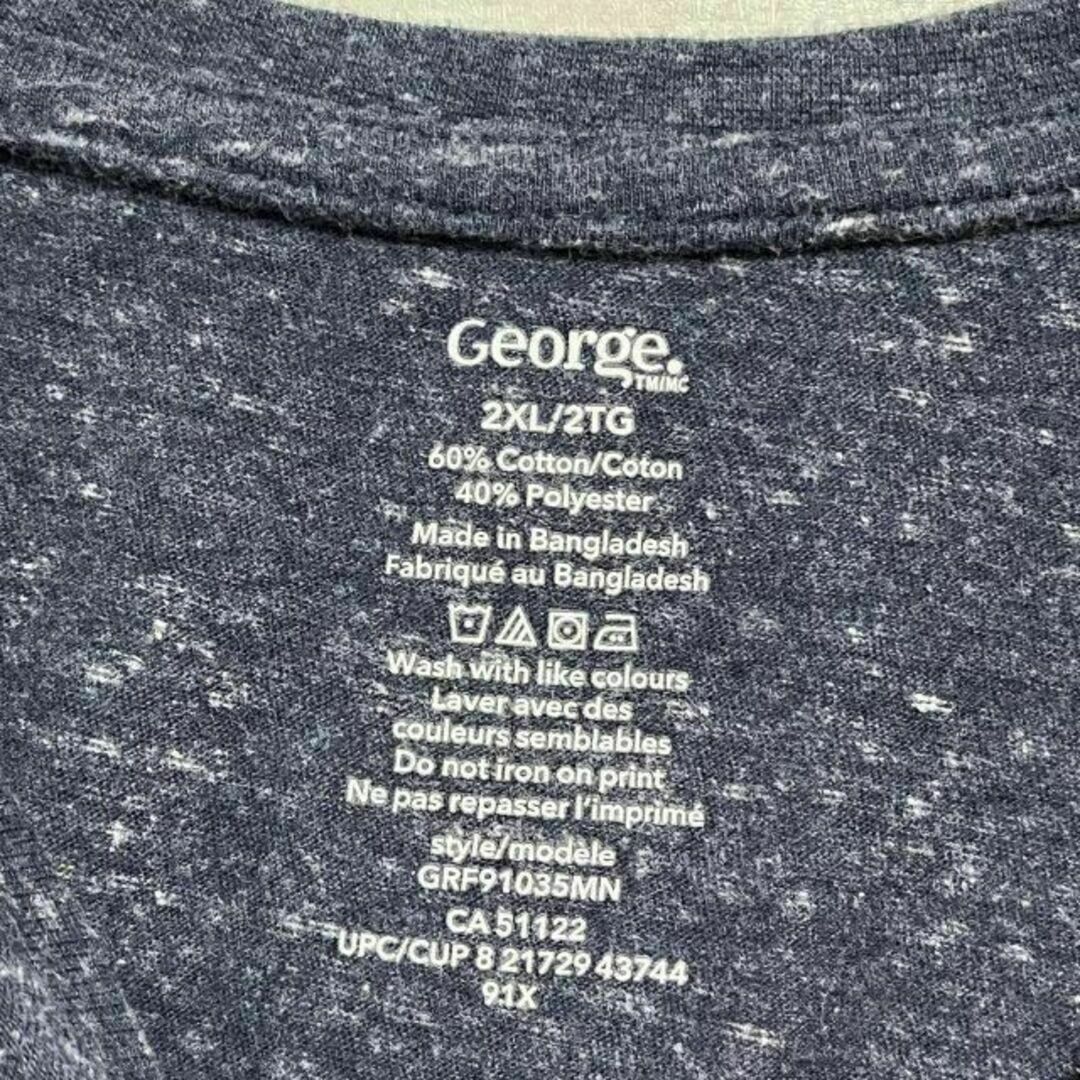 George.
TM/MC
2XL/2TG
60% Cotton/Coton
40% Polyester
Made in Bangladesh
Fabriqué au Bangladesh
Wash with like colours
Laver avec des
couleurs semblables
Do not iron on print
Ne pas repasser l'imprimé
style/modèle
GRF91035MN
CA 51122
UPC/CUP 8 21729 43744
91X